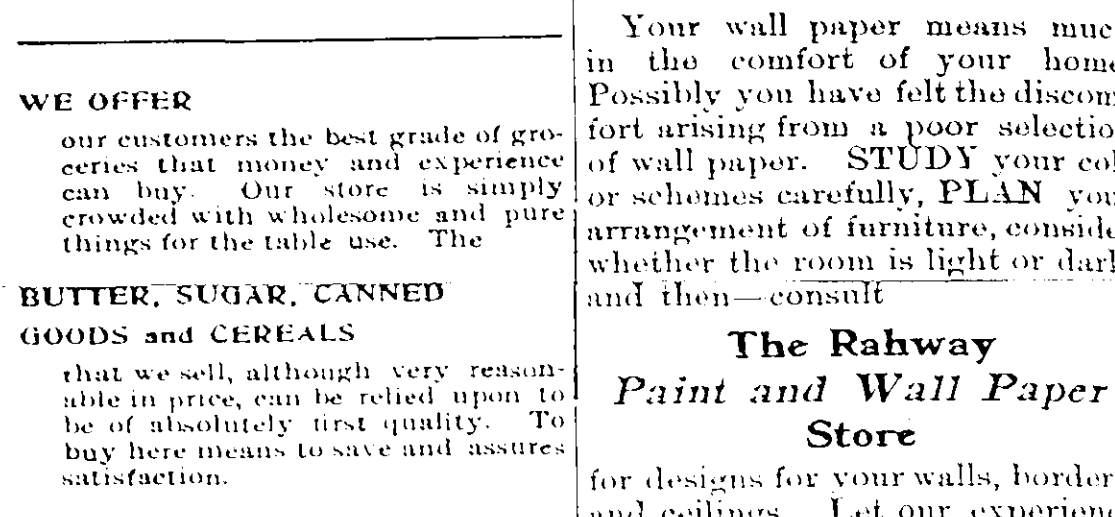 WE OFFER
our customers the best grade of gro-
ceries that money and experience
can buy. Our store is simply
crowded with wholesome and pure
things for the table use. The
BUTTER, SUGAR, CANNED
GOODS and CEREALS
that we sell, although very reason-
able in price, can be relied upon to
be of absolutely first quality. To
buy here means to save and assures
satisfaction.
Your wall paper means muc
in the comfort of your home
Possibly you have felt the discom
fort arising from a poor selectio
of wall paper. STUDY your col
or schemes carefully, PLAN you
arrangement of furniture, conside
whether the room is light or dark
and then—consult
The Rahway
Paint and Wall Paper
Store
for designs for your walls, border
and ceilings. Let our experienc